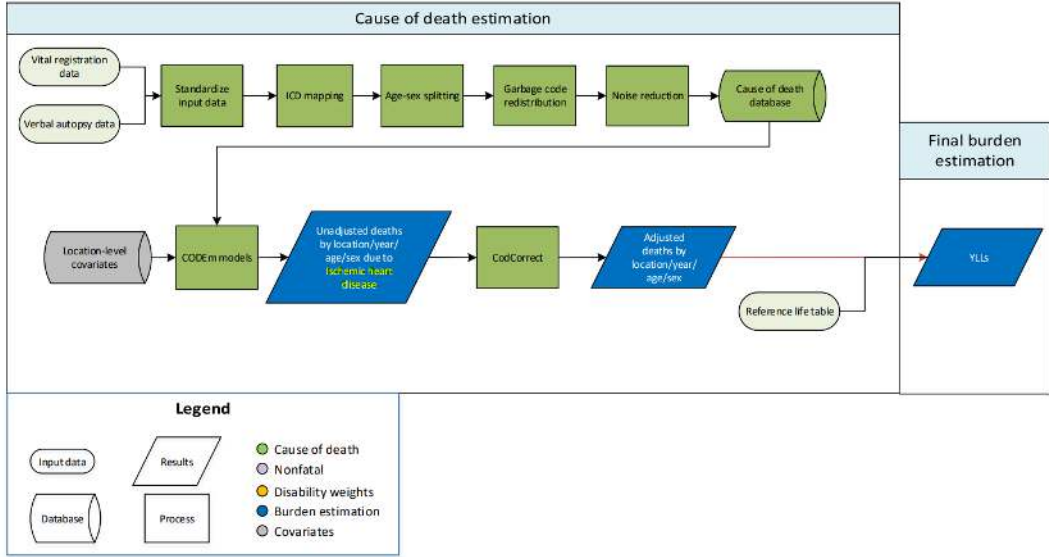 Cause of death estimation
Vital registration
data
Verbal autopsy data
Standardize
input data
ICD mapping
Age-sex splitting
Garbage code
redistribution
Noise reduction
Cause of death
database
Final burden
estimation
Location-level
covariates
CODEm models
Unadjusted deaths
by location/year/
age/sex due to
Ischemic heart
disease
CodCorrect
Adjusted
deaths by
location/year/
age/sex
YLLs
Reference life table
Legend
Input data
Results
Database
Process
Cause of death
Nonfatal
Disability weights
Burden estimation
Covariates